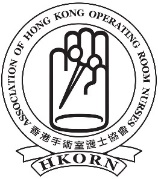 ASSOCIATION OF HONG KONG OPERATING ROOM NURSES
香港手術室護士協會
HKORN